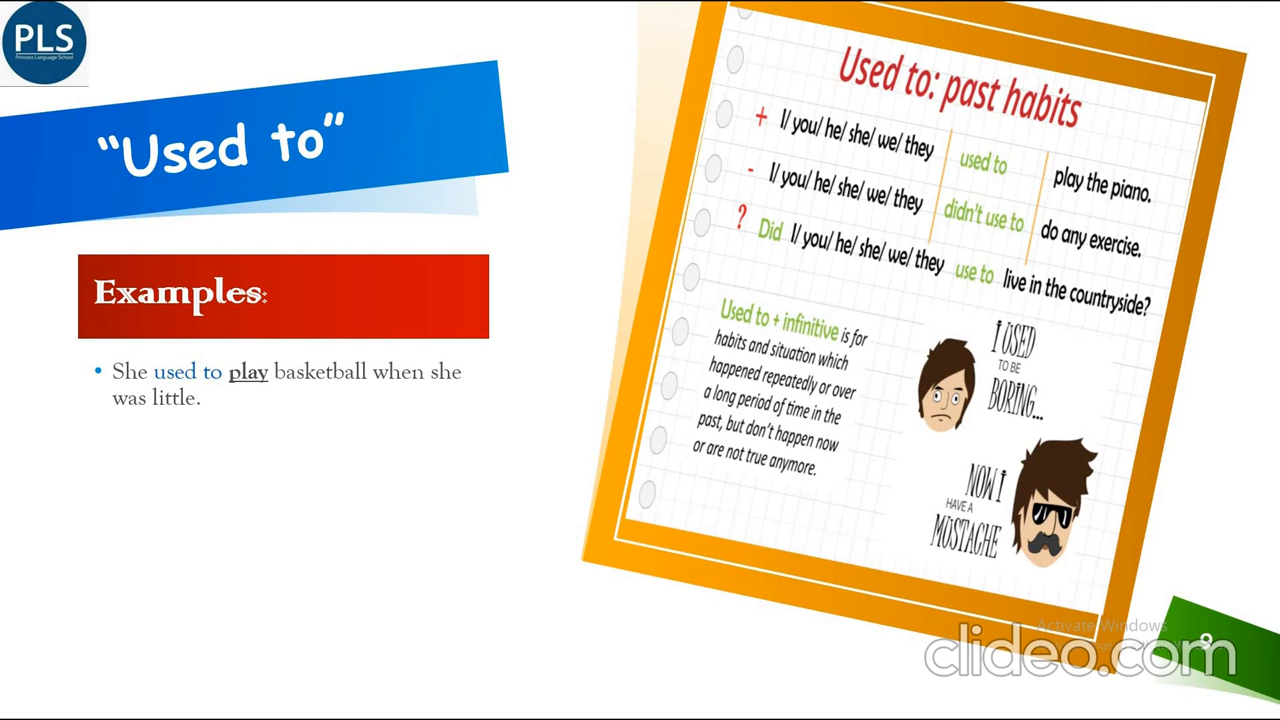 PLS
Princess Language School
“Used to”
Examples:
• She used to play basketball when she
was little.
Used to: past habits
+ I/ you/ he/ she/ we/ they used to play the piano.
- I/ you/ he/ she/ we/ they didn't use to do any exercise.
? Did I/ you/ he/ she/ we/ they use to live in the countryside?
Used to + infinitive is for
habits and situation which
happened repeatedly or over
a long period of time in the
past, but don't happen now
or are not true anymore.
I USED
TO BE
BORING...
NOW I
HAVE A
MUSTACHE
Activate Windows
clideo.com